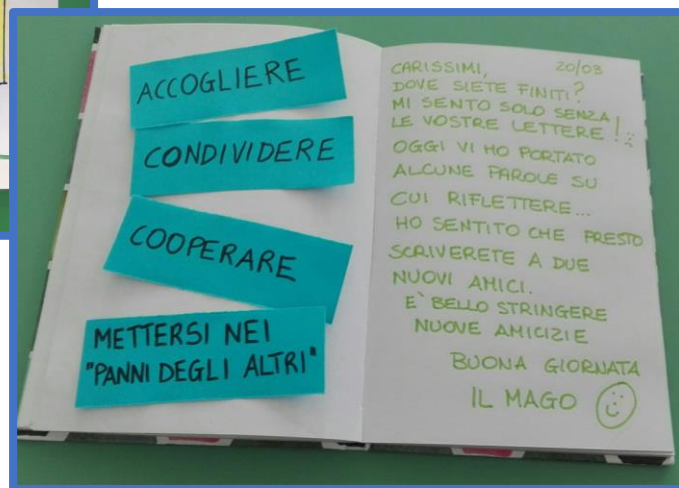 ACCOGLIERE
CONDIVIDERE
COOPERARE
METTERSI NEI
"PANNI DEGLI ALTRI"
CARISSIMI, 20/03
DOVE SIETE FINITI?
MI SENTO SOLO SENZA
LE VOSTRE LETTERE!
OGGI VI HO PORTATO
ALCUNE PAROLE SU
CUI RIFLETTERE...
HO SENTITO CHE PRESTO
SCRIVERETE A DUE
NUOVI AMICI.
E` BELLO STRINGERE
NUOVE AMICIZIE
BUONA GIORNATA
IL MAGO